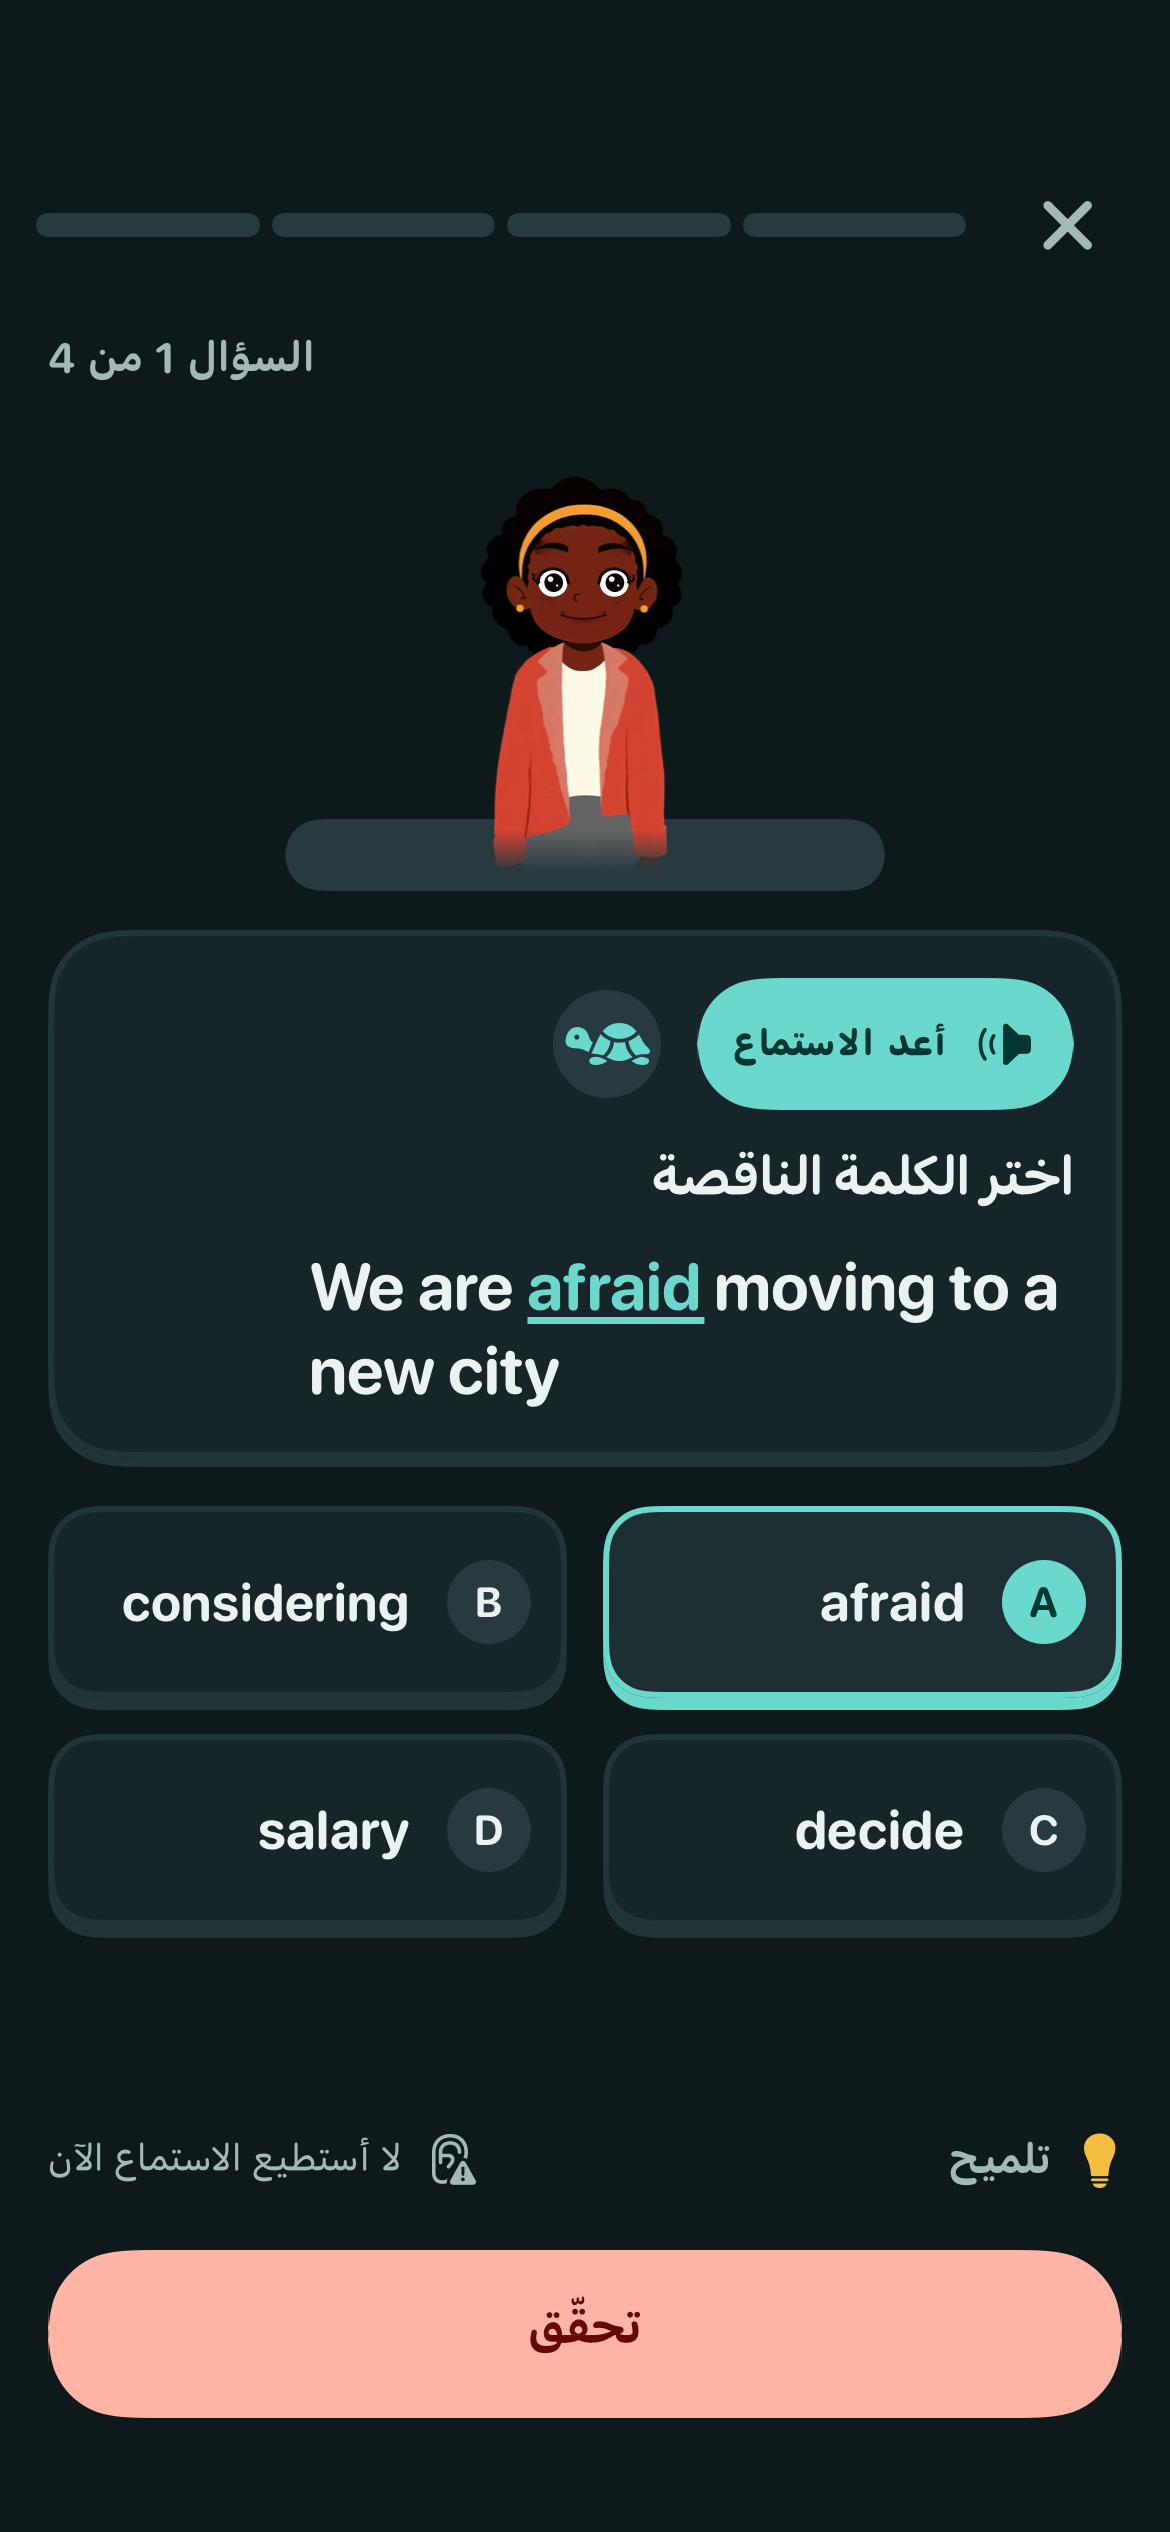 السؤال 1 من 4
أعد الاستماع
اختر الكلمة الناقصة
We are afraid moving to a
new city
A afraid
B considering
C decide
D salary
تلميح
لا أستطيع الاستماع الآن
تحقّق